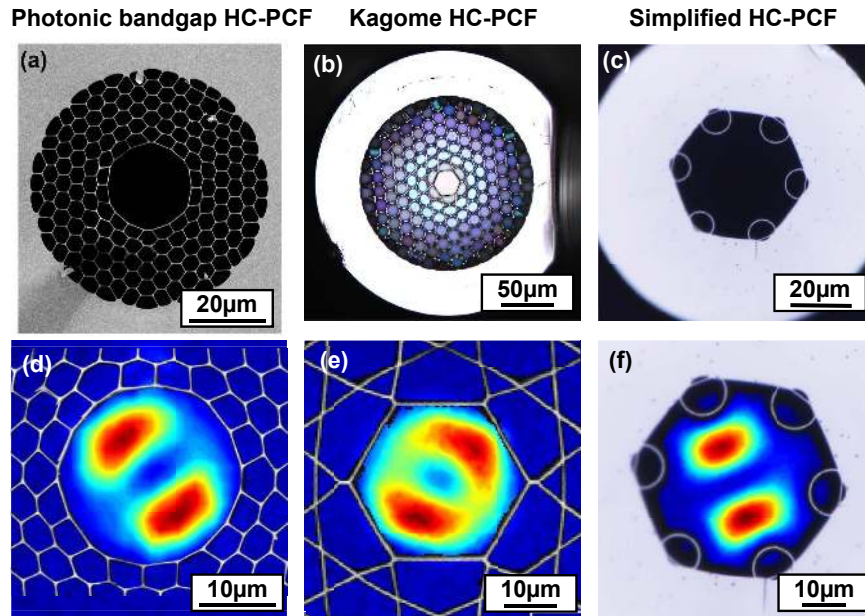 Photonic bandgap HC-PCF Kagome HC-PCF Simplified HC-PCF
(a) (b) (c)
20µm 50µm 20µm
(d) (e) (f)
10µm 10µm 10µm